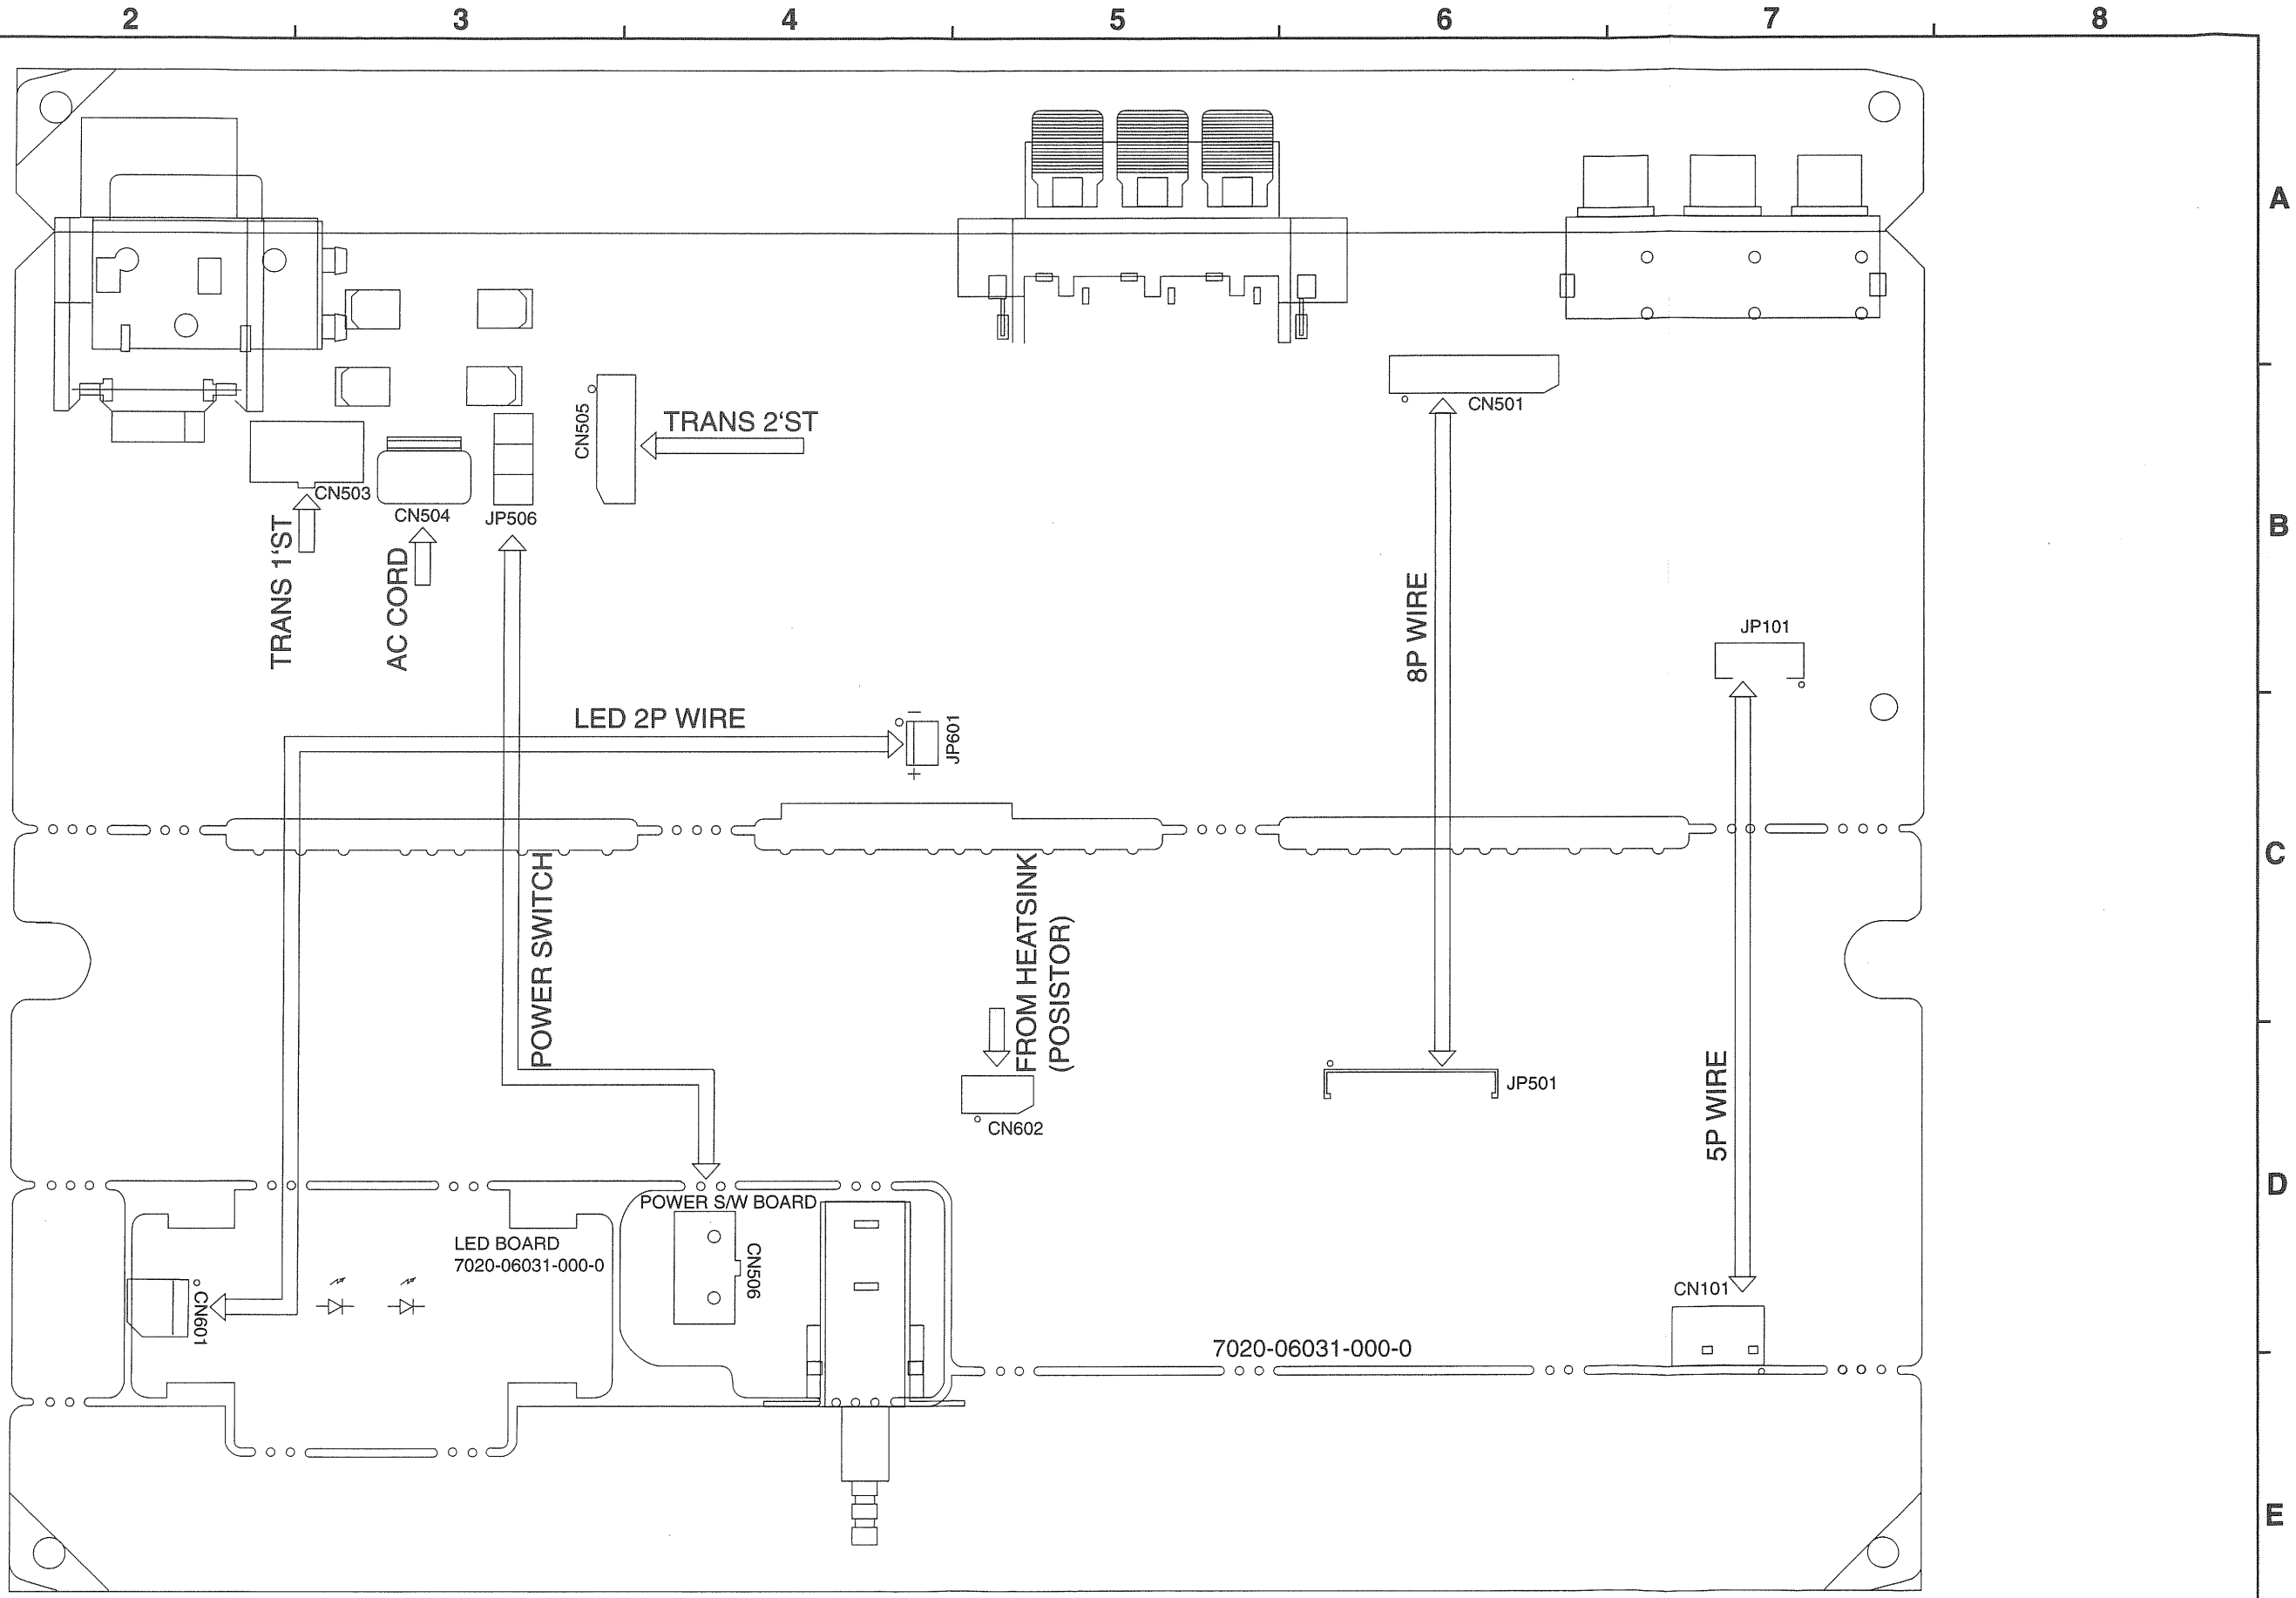 2 3 4 5 6 7 8
A
CN505
TRANS 2'ST
CN501
CN503
CN504
JP506
TRANS 1'ST
AC CORD
B
8P WIRE
JP101
LED 2P WIRE
−
JP601
+
C
POWER SWITCH
FROM HEATSINK
(POSISTOR)
5P WIRE
JP501
CN602
D
POWER S/W BOARD
LED BOARD
7020-06031-000-0
CN506
CN601
CN101
7020-06031-000-0
E